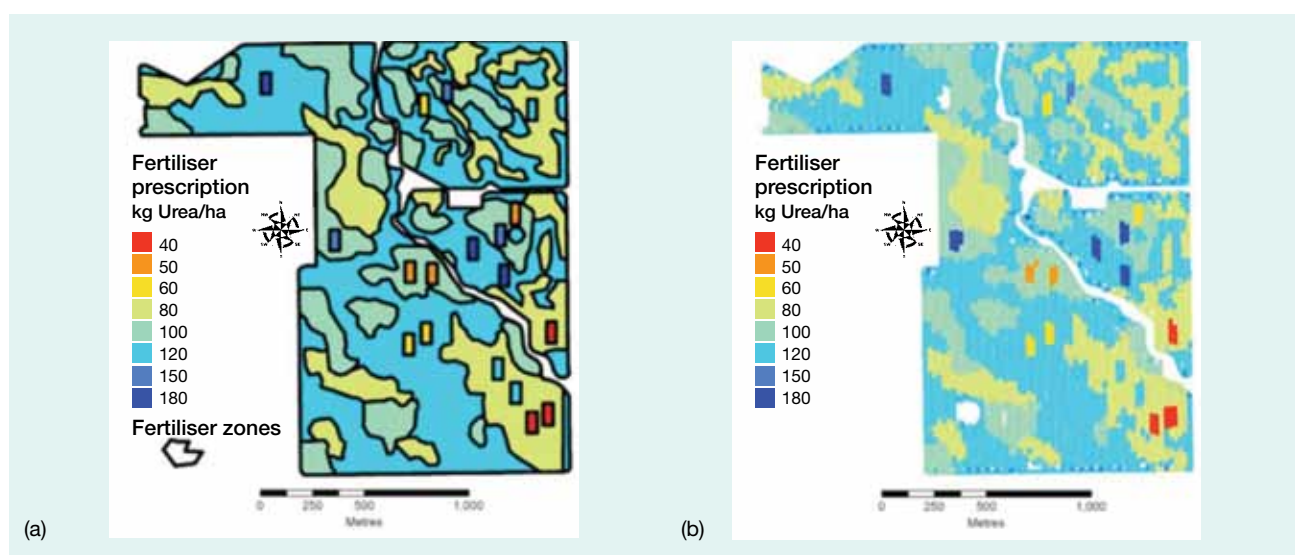 Fertiliser
prescription
kg Urea/ha
40
50
60
80
100
120
150
180
Fertiliser zones
0 250 500 1,000
Metres
(a)
Fertiliser
prescription
kg Urea/ha
40
50
60
80
100
120
150
180
0 250 500 1,000
Metres
(b)